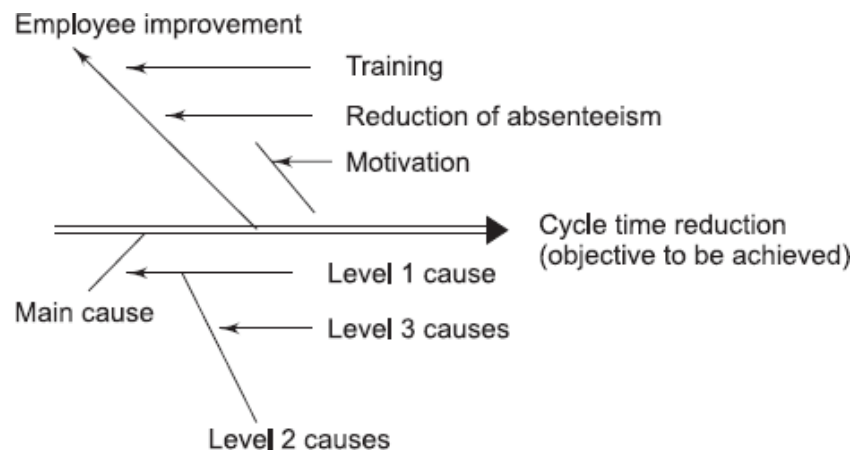 Employee improvement
Training
Reduction of absenteeism
Motivation
Cycle time reduction
(objective to be achieved)
Level 1 cause
Main cause
Level 3 causes
Level 2 causes